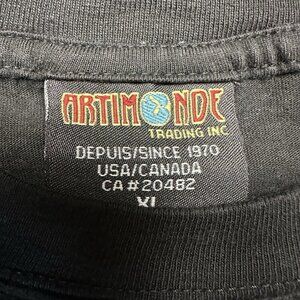 ARTIMONDE
TRADING INC
DEPUIS/SINCE 1970
USA/CANADA
CA#20482
XL